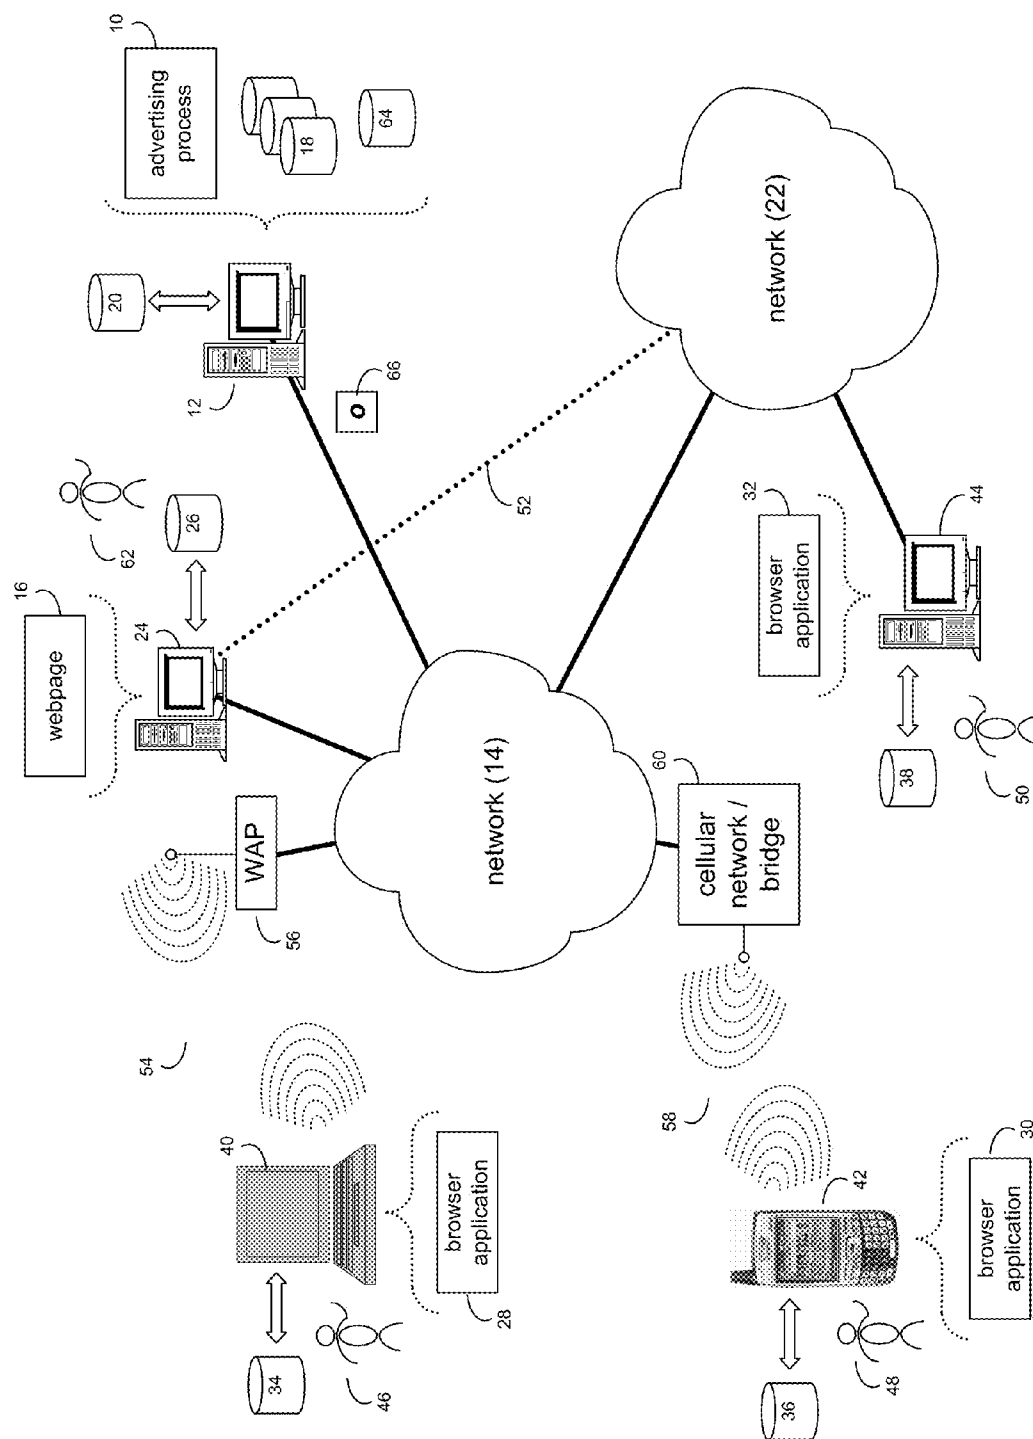 10
advertising
process
18
64
20
12
66
62
26
16
webpage
24
52
network (22)
32
browser
application
44
38
50
network (14)
WAP
56
60
cellular
network /
bridge
54
40
browser
application
28
34
46
58
42
30
browser
application
36
48